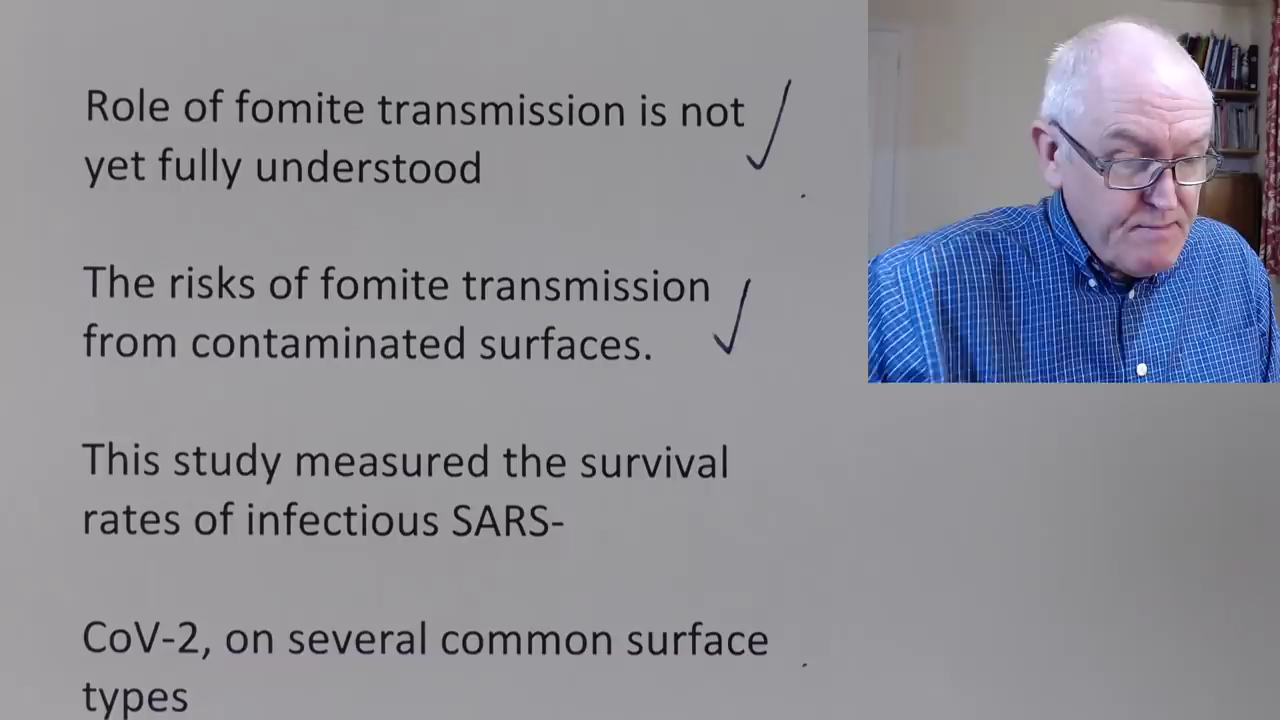 Role of fomite transmission is not
yet fully understood
The risks of fomite transmission
from contaminated surfaces.
This study measured the survival
rates of infectious SARS-
CoV-2, on several common surface
types